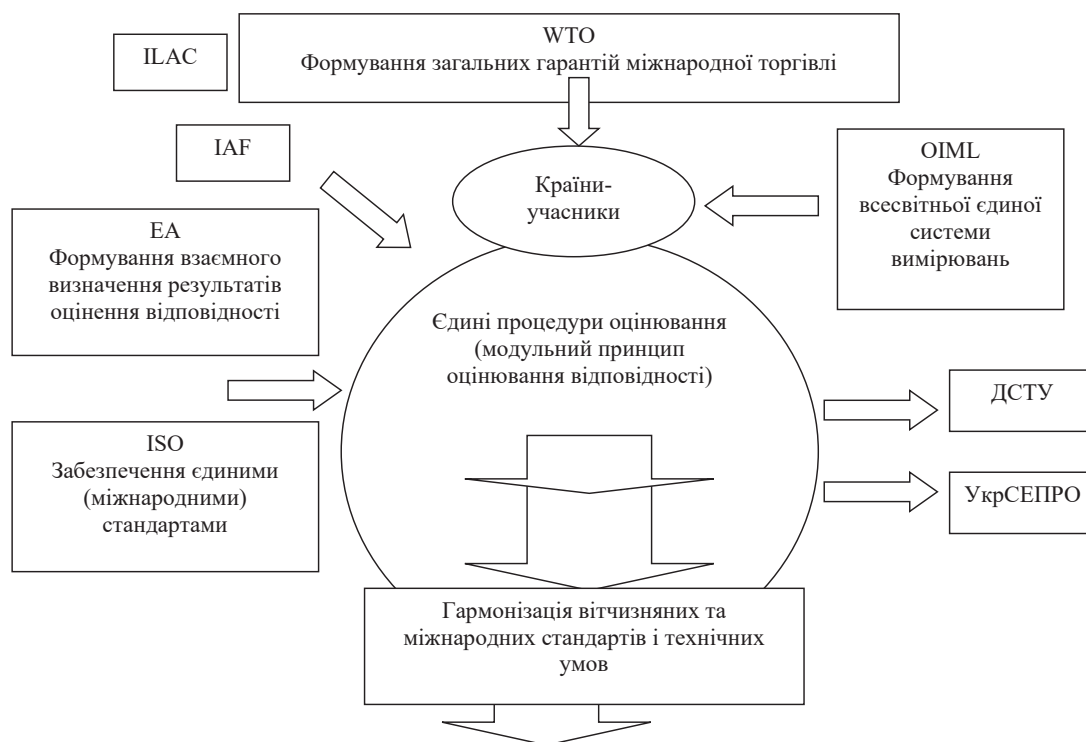 WTO
Формування загальних гарантій міжнародної торгівлі
ILAC
IAF
OIML
Формування
всесвітньої єдиної
системи
вимірювань
Країни-
учасники
EA
Формування взаємного
визначення результатів
оцінення відповідності
Єдині процедури оцінювання
(модульний принцип
оцінювання відповідності)
ДСТУ
ISO
Забезпечення єдиними
(міжнародними)
стандартами
УкрСЕПРО
Гармонізація вітчизняних та
міжнародних стандартів і технічних
умов